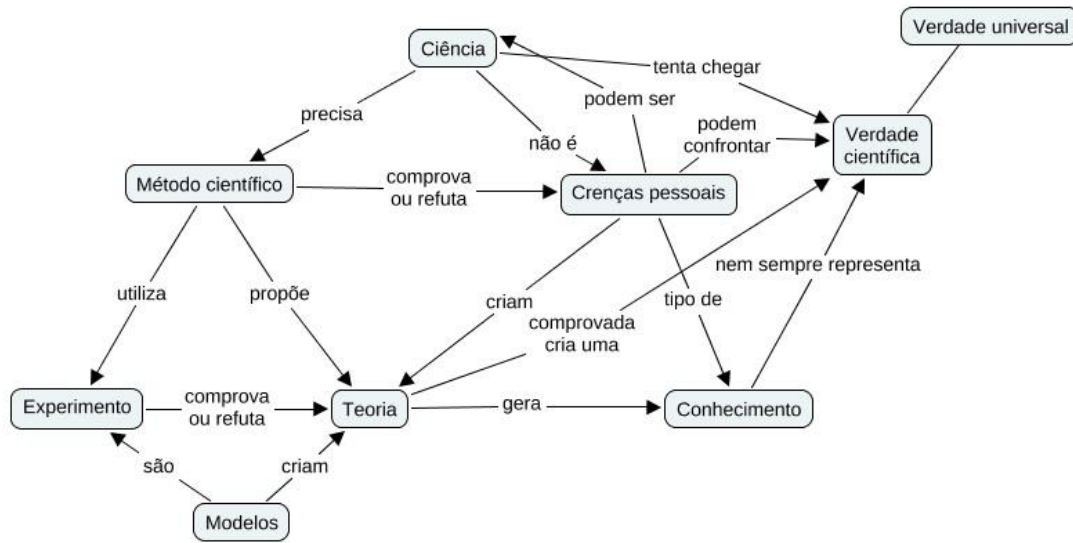 Verdade universal
Ciência
tenta chegar
podem ser
precisa
podem
confrontar
Verdade
científica
não é
Método científico
comprova
ou refuta
Crenças pessoais
nem sempre representa
utiliza
propõe
criam
tipo de
comprovada
cria uma
Experimento
comprova
ou refuta
Teoria
gera
Conhecimento
são
criam
Modelos